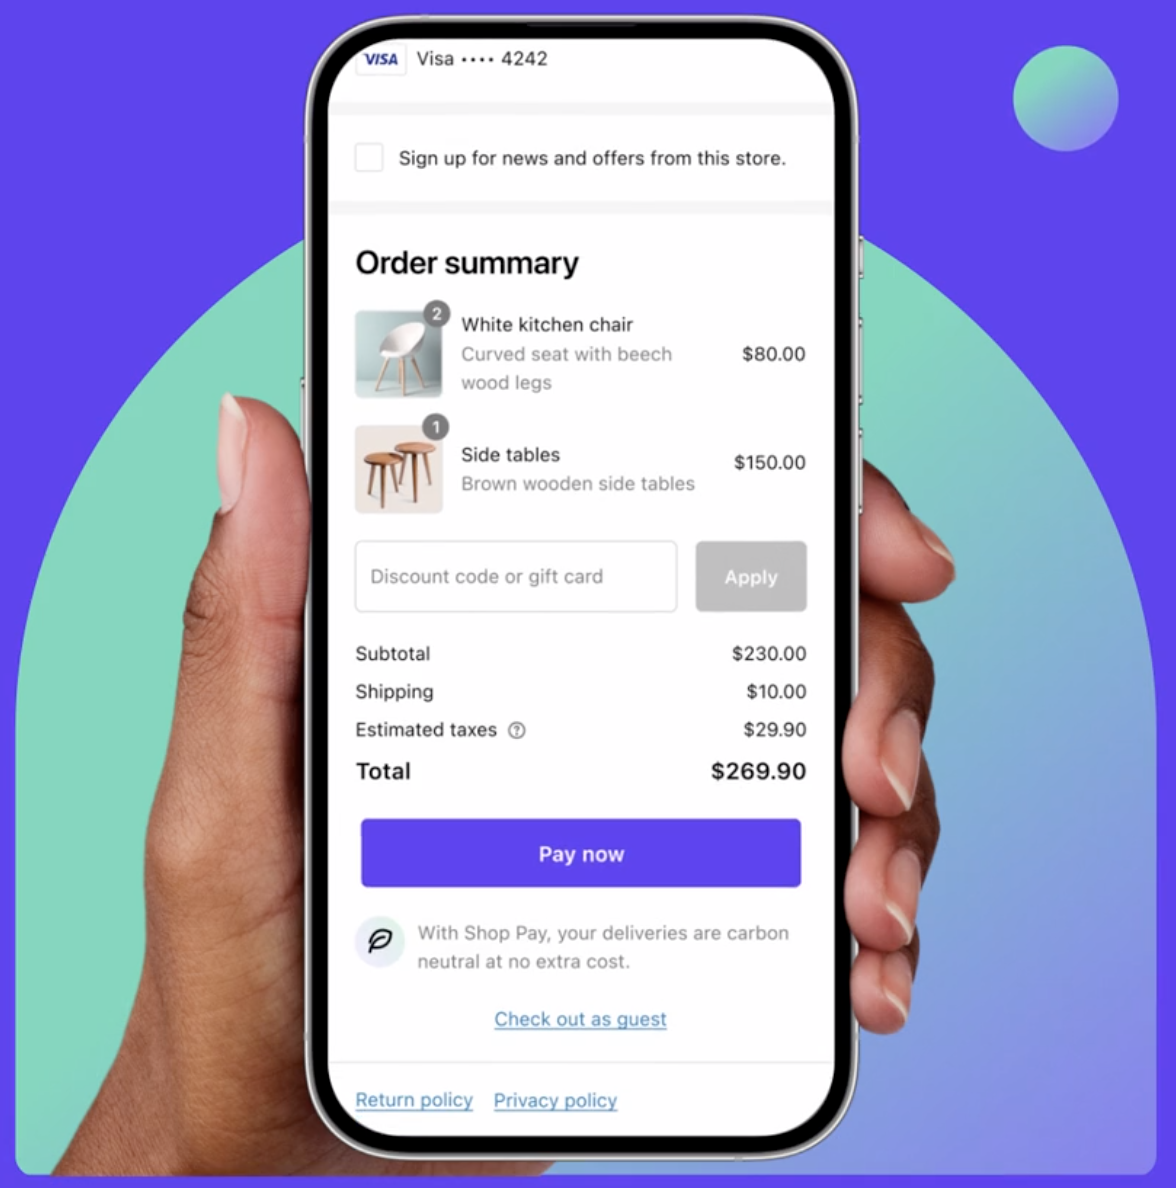 VISA Visa •••• 4242
Sign up for news and offers from this store.
Order summary
2
White kitchen chair
Curved seat with beech
wood legs
$80.00
1
Side tables
Brown wooden side tables
$150.00
Discount code or gift card
Apply
Subtotal $230.00
Shipping $10.00
Estimated taxes ? $29.90
Total $269.90
Pay now
With Shop Pay, your deliveries are carbon
neutral at no extra cost.
Check out as guest
Return policy Privacy policy